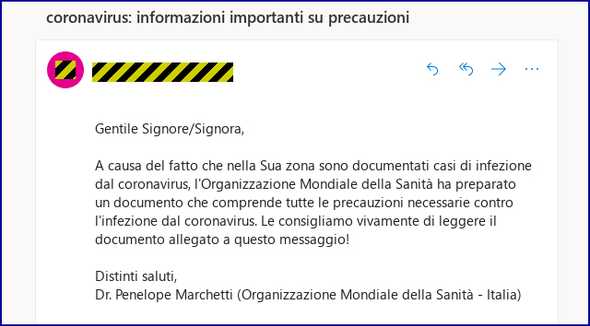 coronavirus: informazioni importanti su precauzioni
Gentile Signore/Signora,
A causa del fatto che nella Sua zona sono documentati casi di infezione
dal coronavirus, l'Organizzazione Mondiale della Sanità ha preparato
un documento che comprende tutte le precauzioni necessarie contro
l'infezione dal coronavirus. Le consigliamo vivamente di leggere il
documento allegato a questo messaggio!
Distinti saluti,
Dr. Penelope Marchetti (Organizzazione Mondiale della Sanità - Italia)